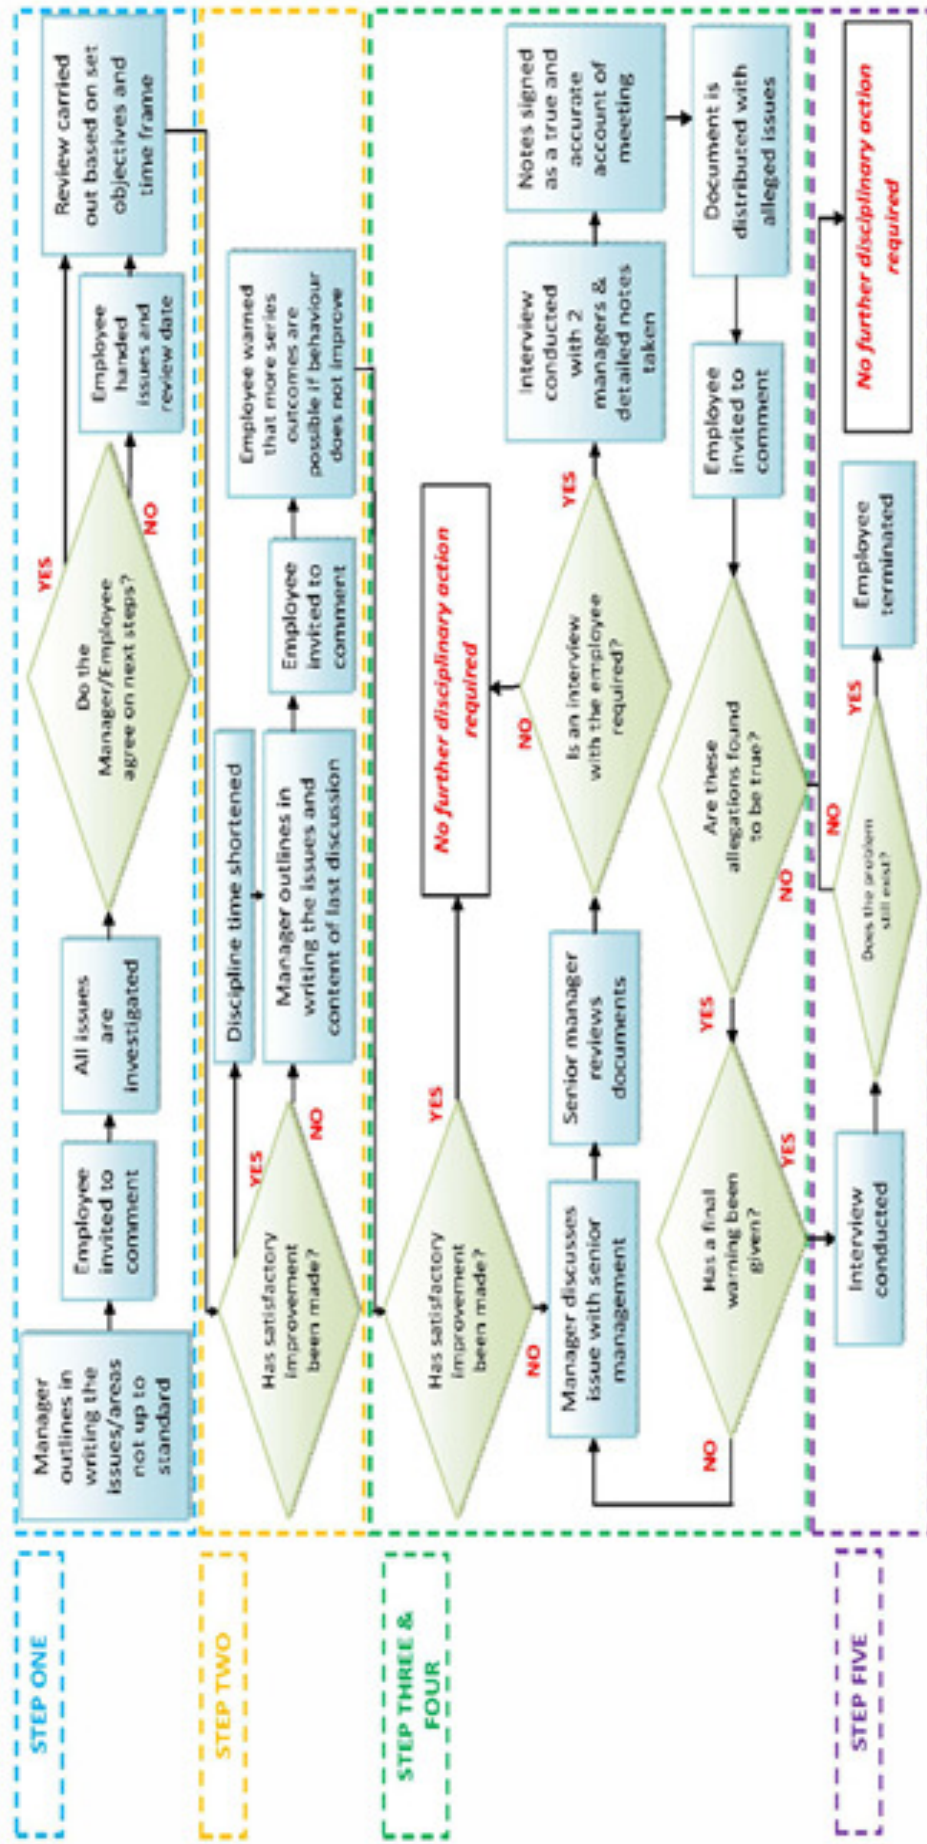 STEP ONE
Manager
outlines in
writing the
issues/areas
not up to
standard
Employee
invited to
comment
All issues
are
investigated
Do the
Manager/Employee
agree on next steps?
YES
NO
Employee
handed
issues and
review date
Review carried
out based on set
objectives and
time frame
STEP TWO
Has satisfactory
improvement
been made?
YES
NO
Discipline time shortened
Manager outlines in
writing the issues and
content of last discussion
Employee
invited to
comment
Employee warned
that more series
outcomes are
possible if behaviour
does not improve
STEP THREE &
FOUR
Has satisfactory
improvement
been made?
YES
NO
No further disciplinary action
required
Manager discusses
issue with senior
management
Senior manager
reviews
documents
Is an interview
with the employee
required?
NO
YES
Interview
conducted
with 2
managers &
detailed notes
taken
Notes signed
as a true and
accurate
account of
meeting
Document is
distributed with
alleged issues
Employee
invited to
comment
Are these
allegations found
to be true?
NO
YES
Has a final
warning been
given?
NO
YES
STEP FIVE
Interview
conducted
Does the problem
still exist?
NO
YES
Employee
terminated
No further disciplinary action
required